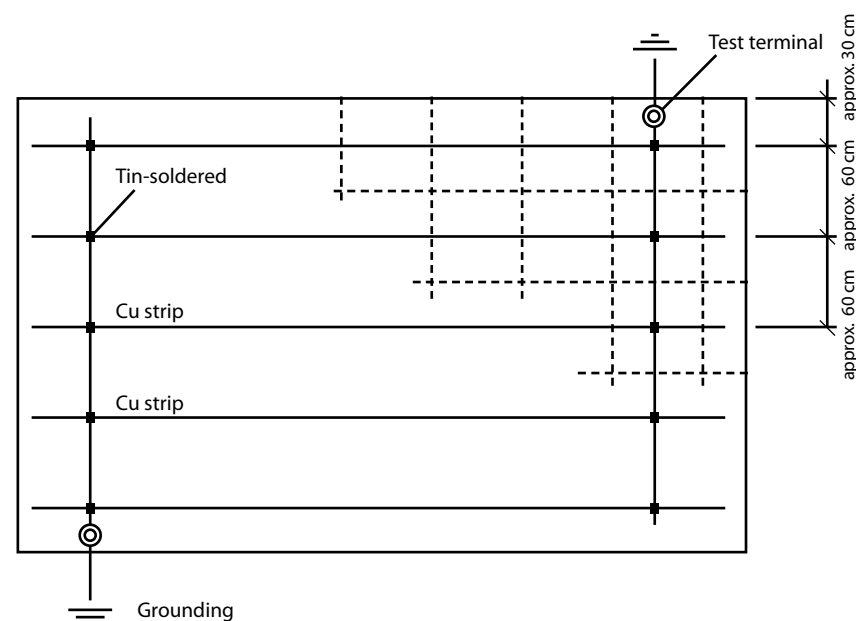 Test terminal
approx. 30 cm
Tin-soldered
approx. 60 cm
Cu strip
approx. 60 cm
Cu strip
Grounding